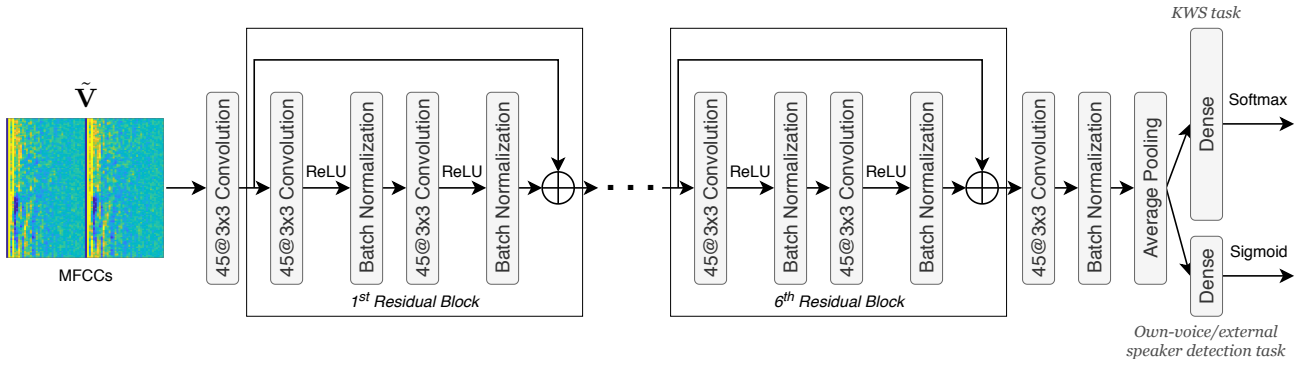 KWS task
Ṽ
MFCCs
45@3x3 Convolution
45@3x3 Convolution
ReLU
Batch Normalization
45@3x3 Convolution
ReLU
Batch Normalization
1st Residual Block
. . .
45@3x3 Convolution
ReLU
Batch Normalization
45@3x3 Convolution
ReLU
Batch Normalization
6th Residual Block
45@3x3 Convolution
Batch Normalization
Average Pooling
Dense
Softmax
Dense
Sigmoid
Own-voice/external
speaker detection task